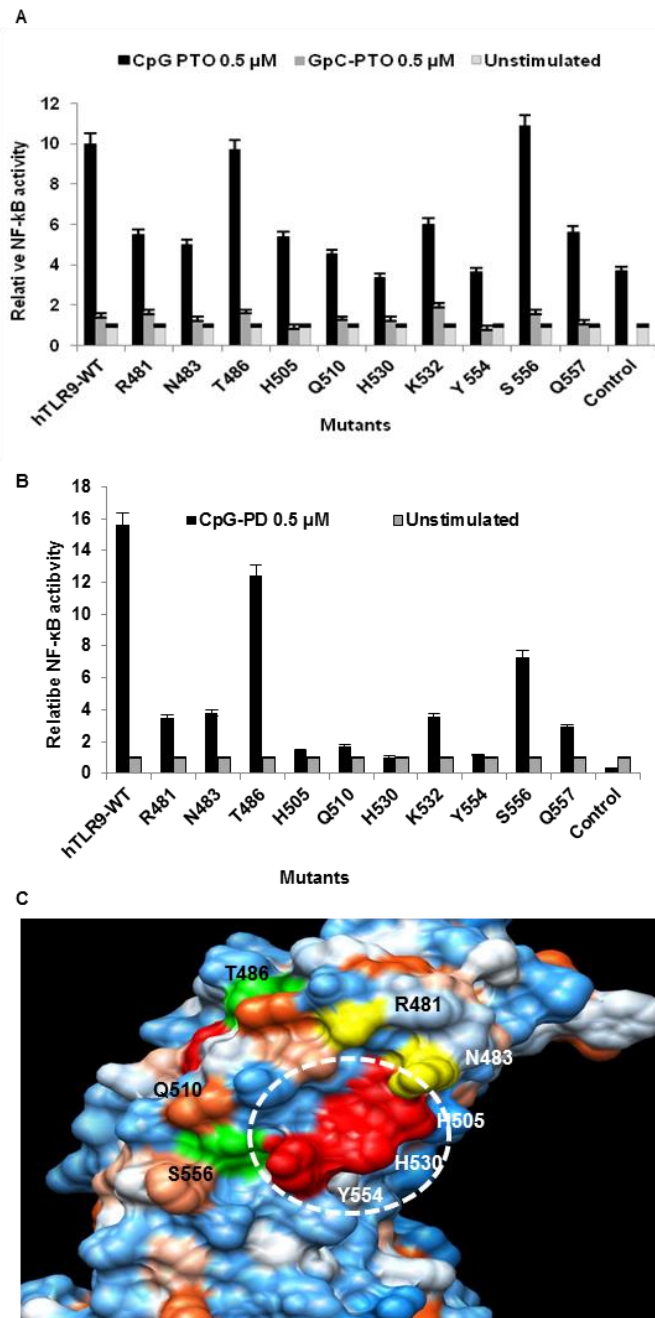 A
CpG PTO 0.5 µM GpC-PTO 0.5 µM Unstimulated
Relati ve NF-kB activity
12
10
8
6
4
2
0
hTLR9-WT R481 N483 T486 H505 Q510 H530 K532 Y 554 S 556 Q557 Control
Mutants
B
CpG-PD 0.5 µM Unstimulated
Relatibe NF-κB actibvity
18
16
14
12
10
8
6
4
2
0
hTLR9-WT R481 N483 T486 H505 Q510 H530 K532 Y554 S556 Q557 Control
Mutants
C
T486
R481
N483
Q510
H505
H530
S556
Y554